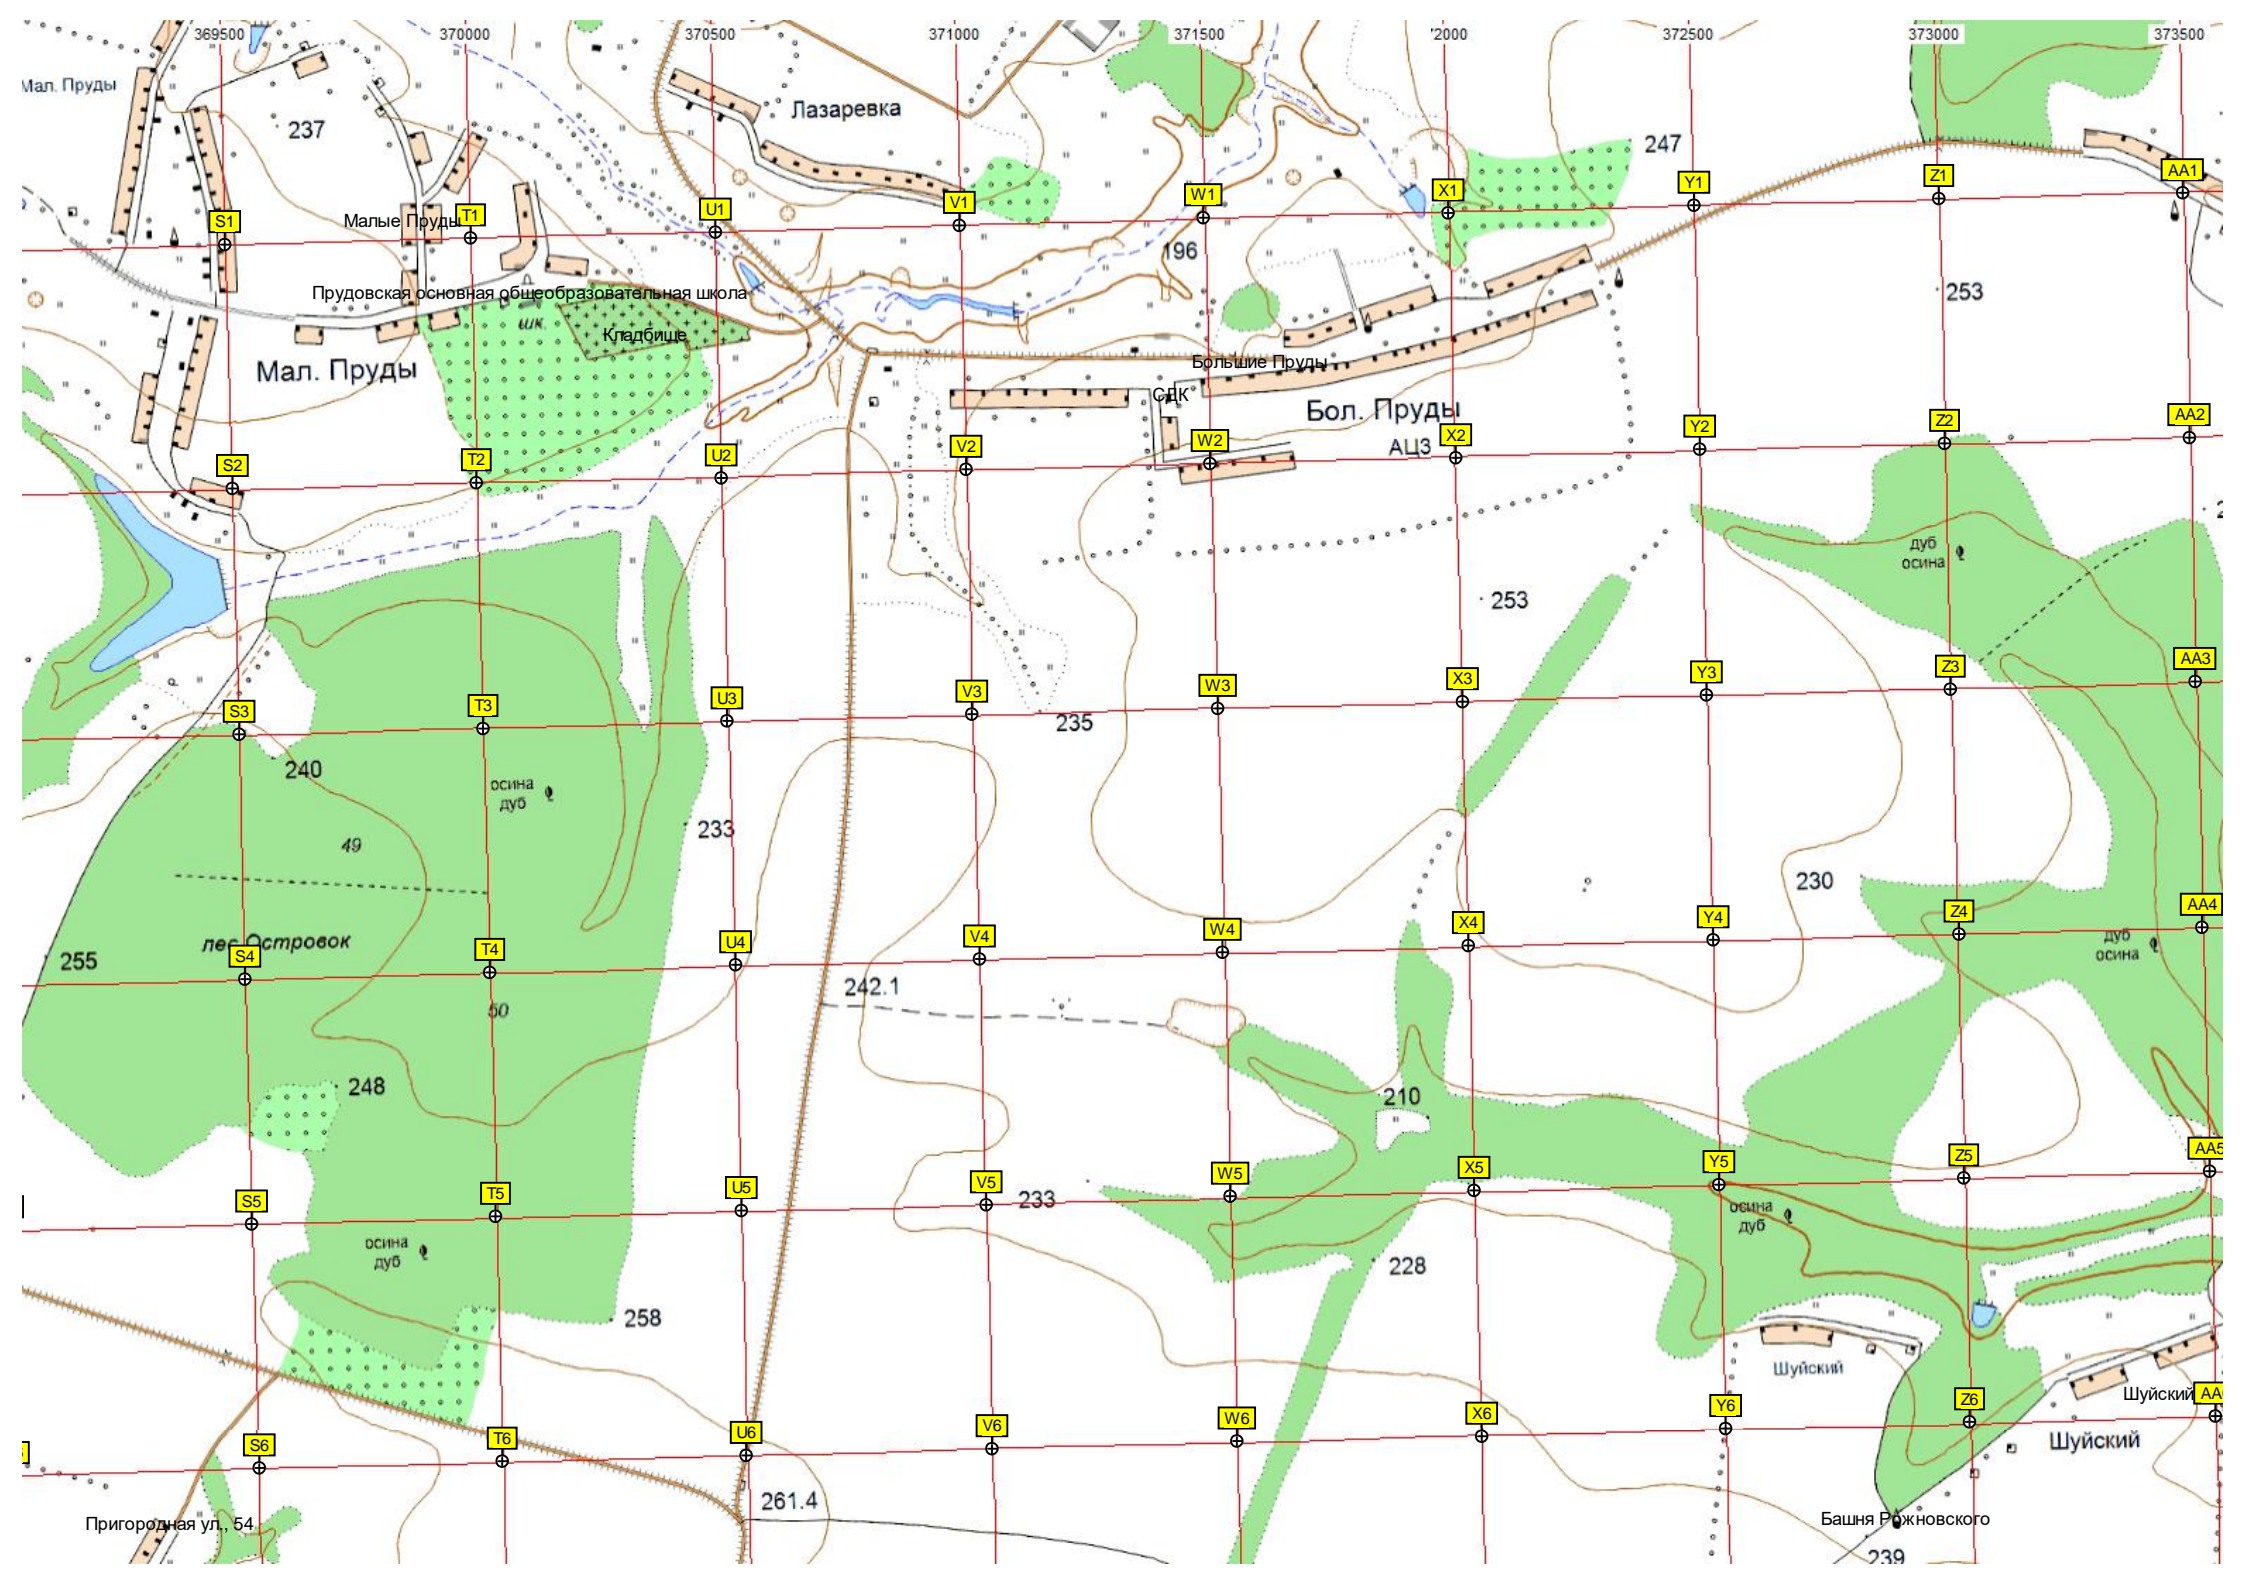 369500 370000 370500 371000 371500 372500 373000 373500
Мал. Пруды
Лазаревка
237
247
S1 Малые Пруды T1 U1 V1 W1 X1 Y1 Z1 AA1
196
253
Прудовская основная общеобразовательная школа
шк.
Кладбище
Мал. Пруды
Большие Пруды
СДК
Бол. Пруды
АЦЗ
S2 T2 U2 V2 W2 X2 Y2 Z2 AA2
дуб
осина
253
S3 T3 U3 V3 W3 X3 Y3 Z3 AA3
235
240
осина
дуб
233
49
230
лес Островок
S4 T4 U4 V4 W4 X4 Y4 Z4 AA4
дуб
осина
255
242.1
50
248
210
S5 T5 U5 V5 W5 X5 Y5 Z5 AA5
233
осина
дуб
осина
дуб
228
258
Шуйский
Шуйский
S6 T6 U6 V6 W6 X6 Y6 Z6 AA
Шуйский
261.4
Пригородная ул., 54
Башня Рожновского
239